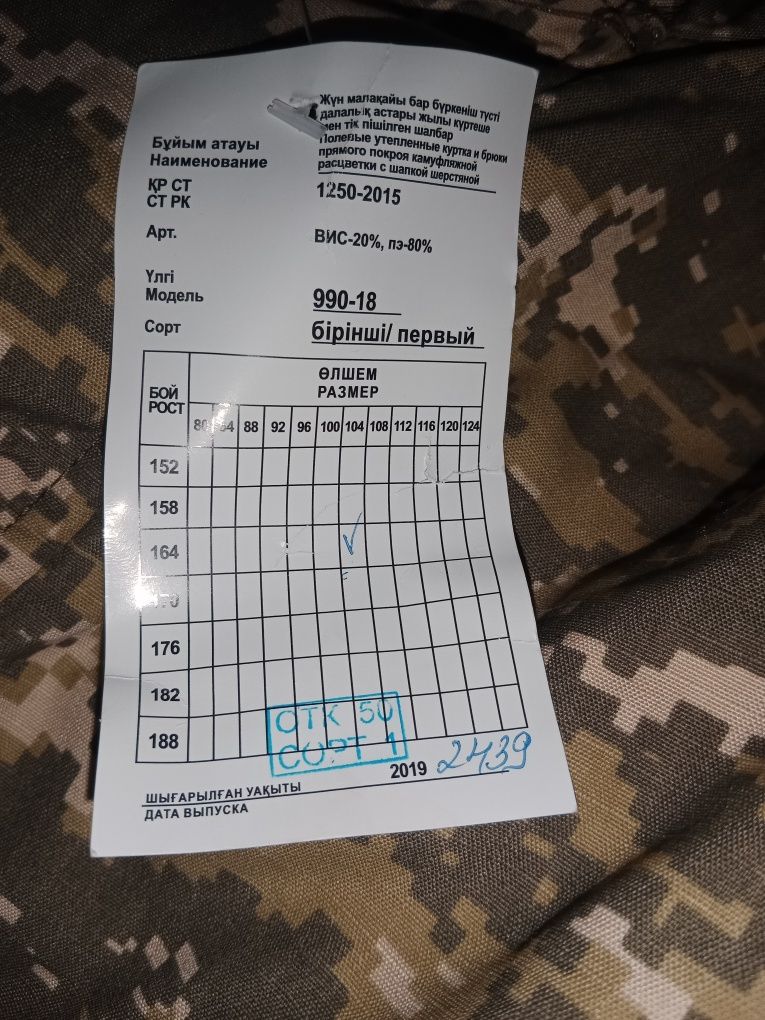 Жүн малақайы бар бүркеніш түсті
далалық астары жылы күртеше
мен тік пішілген шалбар
Бұйым атауы
Наименование
Полевые утепленные куртка и брюки
прямого покроя камуфляжной
расцветки с шапкой шерстяной
ҚР СТ
СТ РК
1250-2015
Арт.
ВИС-20%, пэ-80%
Үлгі
Модель
990-18
Сорт
бірінші/ первый
БОЙ
РОСТ
ӨЛШЕМ
РАЗМЕР
80 84 88 92 96 100 104 108 112 116 120 124
152
158
164
170
176
182
188
ОТК 50
СОРТ 1
2019 2439
ШЫҒАРЫЛҒАН УАҚЫТЫ
ДАТА ВЫПУСКА